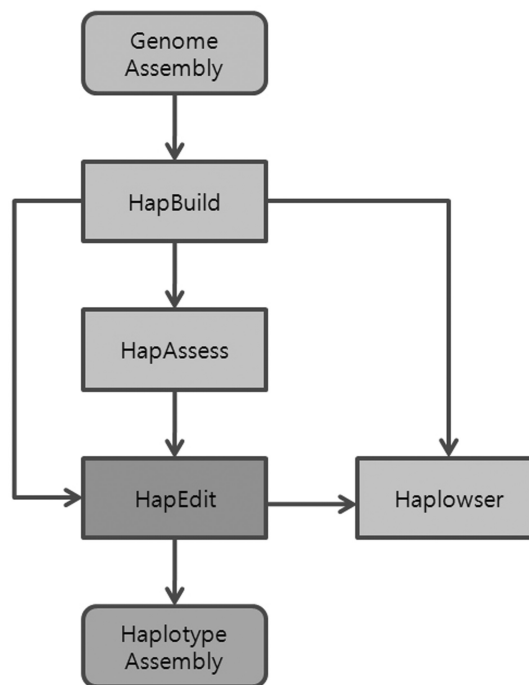 Genome
Assembly
HapBuild
HapAssess
HapEdit
Haplowser
Haplotype
Assembly